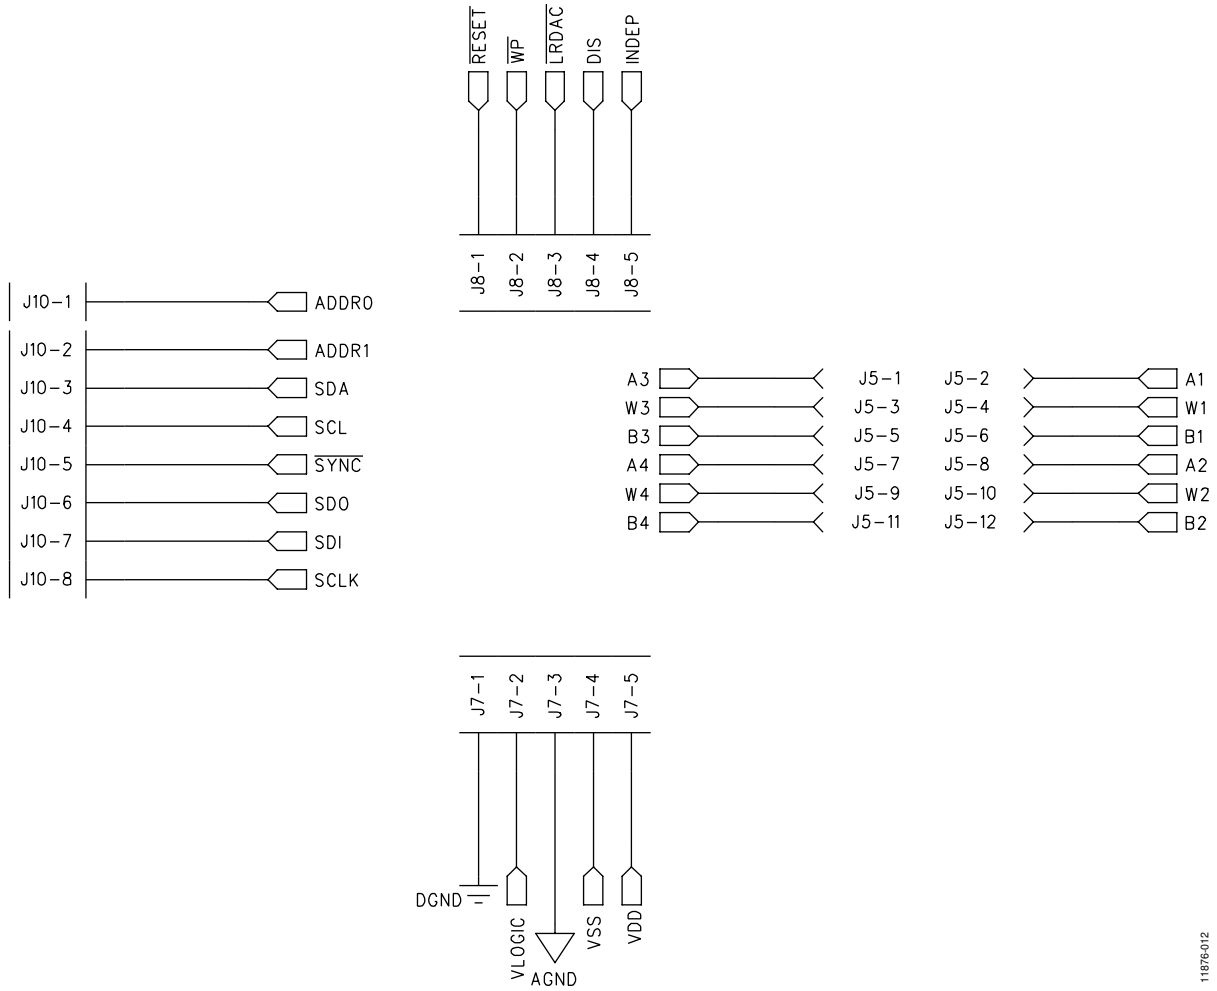 RESET
WP
LRDAC
DIS
INDEP
J8-1
J8-2
J8-3
J8-4
J8-5
J10-1 ADDR0
J10-2 ADDR1
J10-3 SDA
J10-4 SCL
J10-5 SYNC
J10-6 SDO
J10-7 SDI
J10-8 SCLK
A3 J5-1 J5-2 A1
W3 J5-3 J5-4 W1
B3 J5-5 J5-6 B1
A4 J5-7 J5-8 A2
W4 J5-9 J5-10 W2
B4 J5-11 J5-12 B2
J7-1
J7-2
J7-3
J7-4
J7-5
DGND
VLOGIC
AGND
VSS
VDD
11876-012